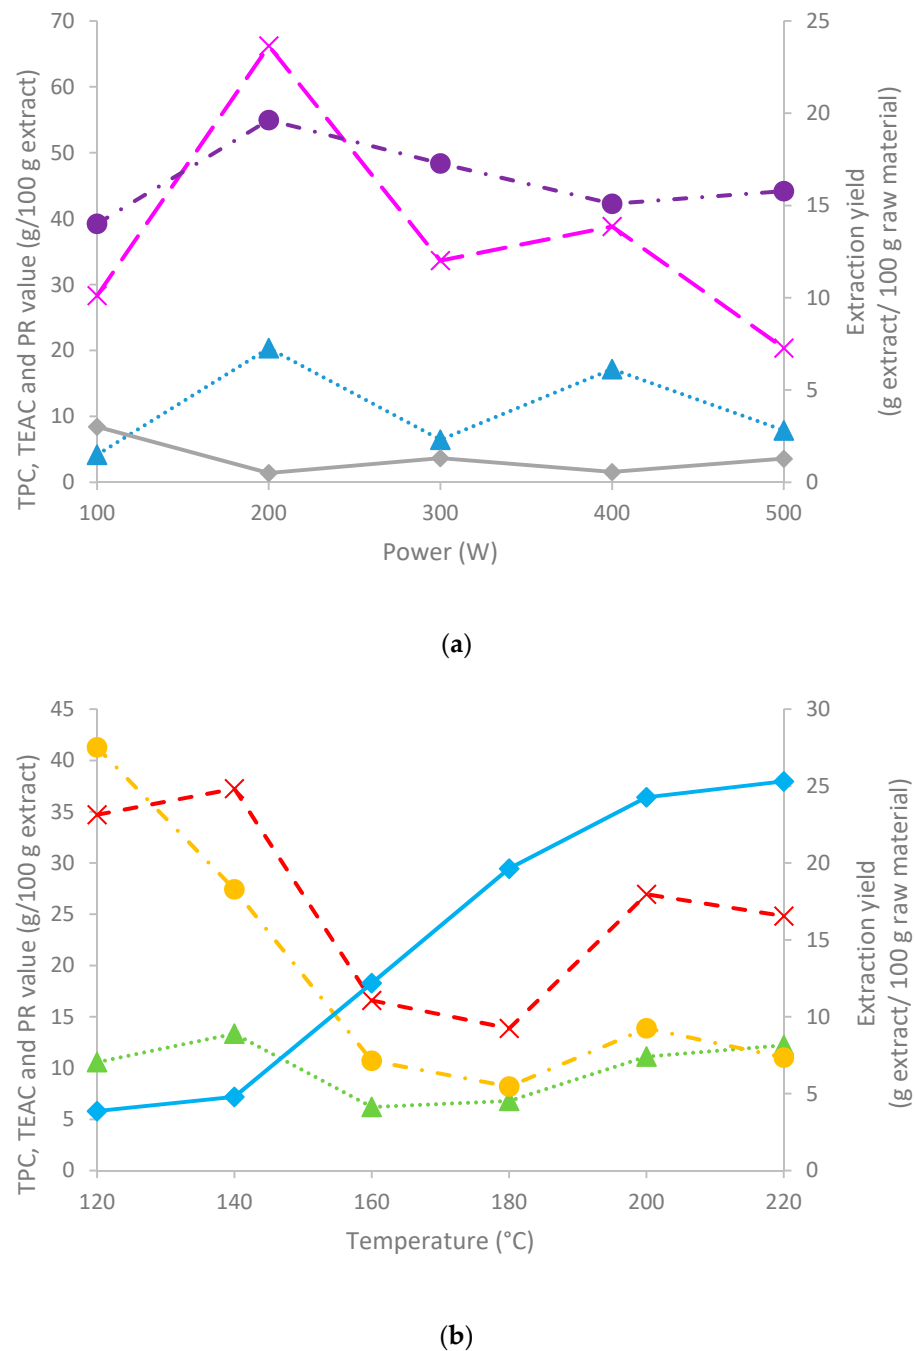 70
60
50
40
30
20
10
0
TPC, TEAC and PR value (g/100 g extract)
25
20
15
10
5
0
Extraction yield
(g extract/ 100 g raw material)
100 200 300 400 500
Power (W)
(a)
45
40
35
30
25
20
15
10
5
0
TPC, TEAC and PR value (g/100 g extract)
30
25
20
15
10
5
0
Extraction yield
(g extract/ 100 g raw material)
120 140 160 180 200 220
Temperature (°C)
(b)